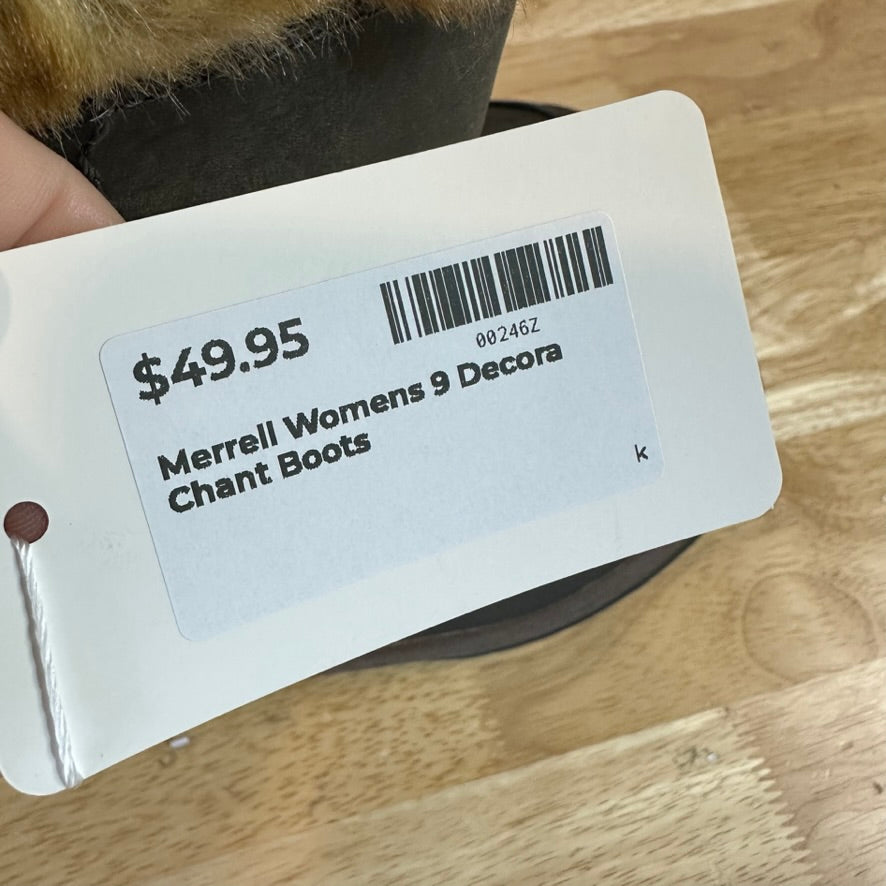 $49.95
00246Z
Merrell Womens 9 Decora
Chant Boots
k